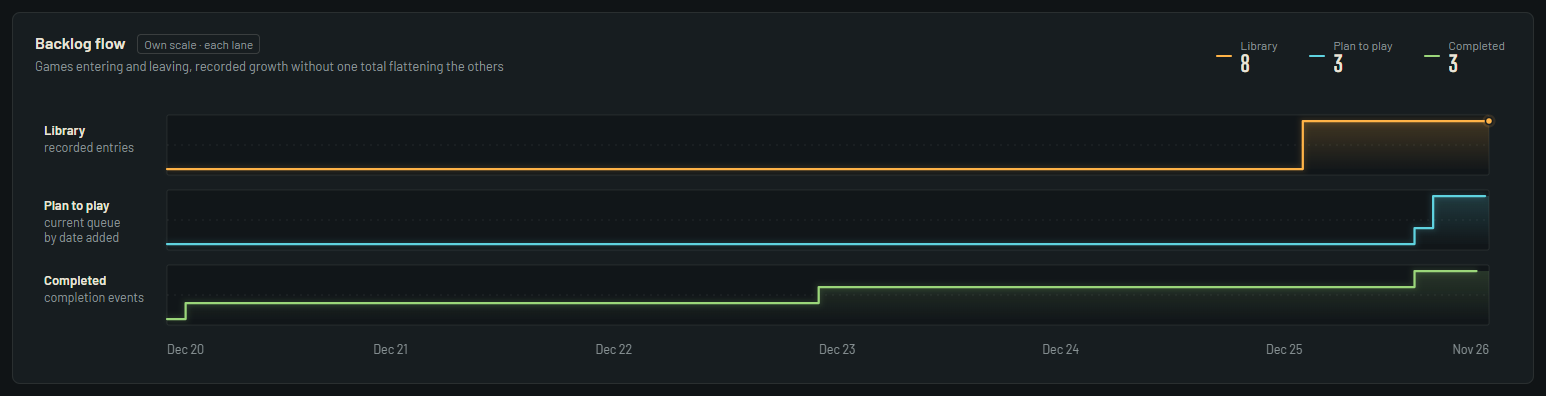 Backlog flow
Own scale · each lane
Games entering and leaving, recorded growth without one total flattening the others
Library
8
Plan to play
3
Completed
3
Library
recorded entries
Plan to play
current queue
by date added
Completed
completion events
Dec 20
Dec 21
Dec 22
Dec 23
Dec 24
Dec 25
Nov 26